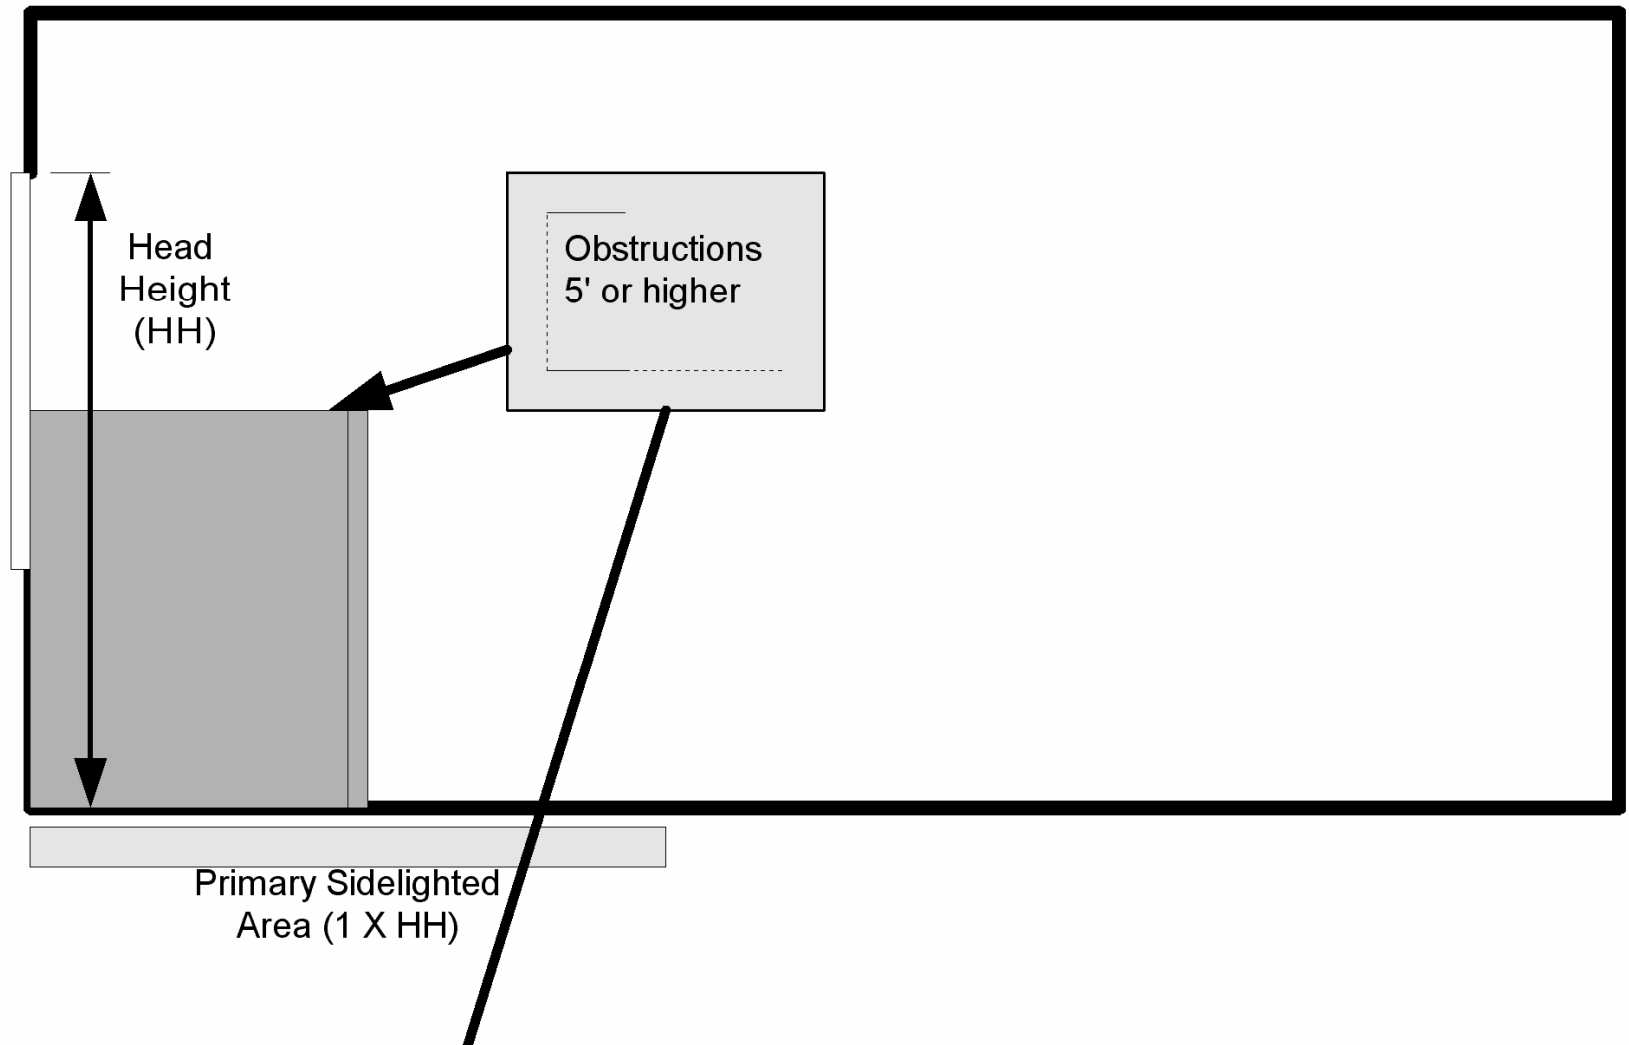 Head
Height
(HH)
Obstructions
5' or higher
Primary Sidelighted
Area (1 X HH)